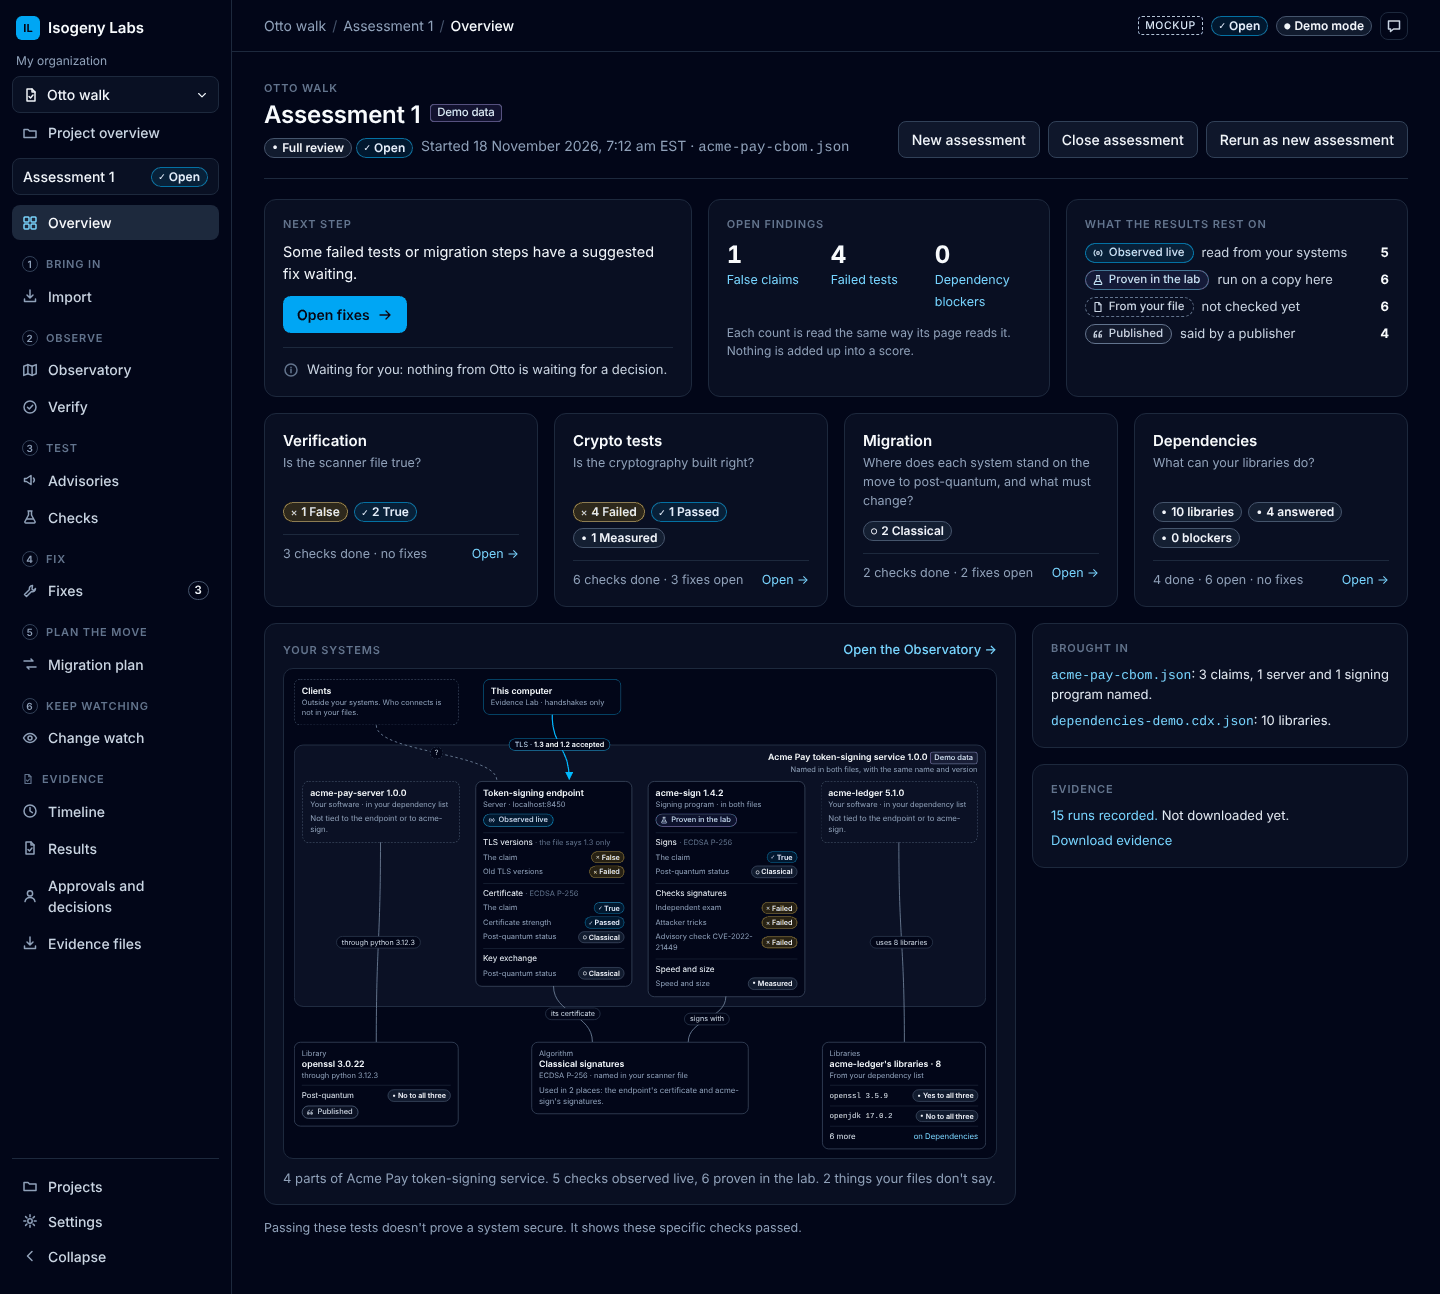 IL Isogeny Labs
My organization
Otto walk
Project overview
Assessment 1 ✓ Open
Overview
1 BRING IN
Import
2 OBSERVE
Observatory
Verify
3 TEST
Advisories
Checks
4 FIX
Fixes 3
5 PLAN THE MOVE
Migration plan
6 KEEP WATCHING
Change watch
EVIDENCE
Timeline
Results
Approvals and
decisions
Evidence files
Projects
Settings
Collapse
Otto walk / Assessment 1 / Overview
MOCKUP ✓ Open ● Demo mode
OTTO WALK
Assessment 1 Demo data
• Full review ✓ Open Started 18 November 2026, 7:12 am EST · acme-pay-cbom.json
New assessment Close assessment Rerun as new assessment
NEXT STEP
Some failed tests or migration steps have a suggested
fix waiting.
Open fixes →
Waiting for you: nothing from Otto is waiting for a decision.
OPEN FINDINGS
1 4 0
False claims Failed tests Dependency
blockers
Each count is read the same way its page reads it.
Nothing is added up into a score.
WHAT THE RESULTS REST ON
Observed live read from your systems 5
Proven in the lab run on a copy here 6
From your file not checked yet 6
Published said by a publisher 4
Verification
Is the scanner file true?
× 1 False ✓ 2 True
3 checks done · no fixes Open →
Crypto tests
Is the cryptography built right?
× 4 Failed ✓ 1 Passed
• 1 Measured
6 checks done · 3 fixes open Open →
Migration
Where does each system stand on the
move to post-quantum, and what must
change?
○ 2 Classical
2 checks done · 2 fixes open Open →
Dependencies
What can your libraries do?
• 10 libraries • 4 answered
• 0 blockers
4 done · 6 open · no fixes Open →
YOUR SYSTEMS Open the Observatory →
Clients
Outside your systems. Who connects is
not in your files.
This computer
Evidence Lab · handshakes only
?
TLS · 1.3 and 1.2 accepted
Acme Pay token-signing service 1.0.0 Demo data
Named in both files, with the same name and version
acme-pay-server 1.0.0
Your software · in your dependency list
Not tied to the endpoint or to acme-
sign.
Token-signing endpoint
Server · localhost:8450
Observed live
TLS versions · the file says 1.3 only
The claim × False
Old TLS versions × Failed
Certificate · ECDSA P-256
The claim ✓ True
Certificate strength ✓ Passed
Post-quantum status ○ Classical
Key exchange
Post-quantum status ○ Classical
acme-sign 1.4.2
Signing program · in both files
Proven in the lab
Signs · ECDSA P-256
The claim ✓ True
Post-quantum status ○ Classical
Checks signatures
Independent exam × Failed
Attacker tricks × Failed
Advisory check CVE-2022-
21449 × Failed
Speed and size
Speed and size • Measured
acme-ledger 5.1.0
Your software · in your dependency list
Not tied to the endpoint or to acme-
sign.
through python 3.12.3
uses 8 libraries
its certificate
signs with
Library
openssl 3.0.22
through python 3.12.3
Post-quantum • No to all three
Published
Algorithm
Classical signatures
ECDSA P-256 · named in your scanner file
Used in 2 places: the endpoint's certificate and acme-
sign's signatures.
Libraries
acme-ledger's libraries · 8
From your dependency list
openssl 3.5.9 • Yes to all three
openjdk 17.0.2 • No to all three
6 more on Dependencies
4 parts of Acme Pay token-signing service. 5 checks observed live, 6 proven in the lab. 2 things your files don't say.
BROUGHT IN
acme-pay-cbom.json: 3 claims, 1 server and 1 signing
program named.
dependencies-demo.cdx.json: 10 libraries.
EVIDENCE
15 runs recorded. Not downloaded yet.
Download evidence
Passing these tests doesn't prove a system secure. It shows these specific checks passed.